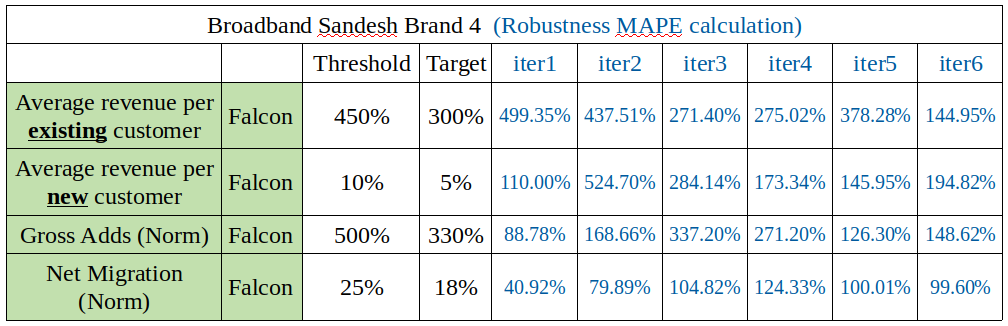 Broadband Sandesh Brand 4 (Robustness MAPE calculation)
Threshold Target iter1 iter2 iter3 iter4 iter5 iter6
Average revenue per
existing customer
Falcon 450% 300% 499.35% 437.51% 271.40% 275.02% 378.28% 144.95%
Average revenue per
new customer
Falcon 10% 5% 110.00% 524.70% 284.14% 173.34% 145.95% 194.82%
Gross Adds (Norm) Falcon 500% 330% 88.78% 168.66% 337.20% 271.20% 126.30% 148.62%
Net Migration
(Norm)
Falcon 25% 18% 40.92% 79.89% 104.82% 124.33% 100.01% 99.60%